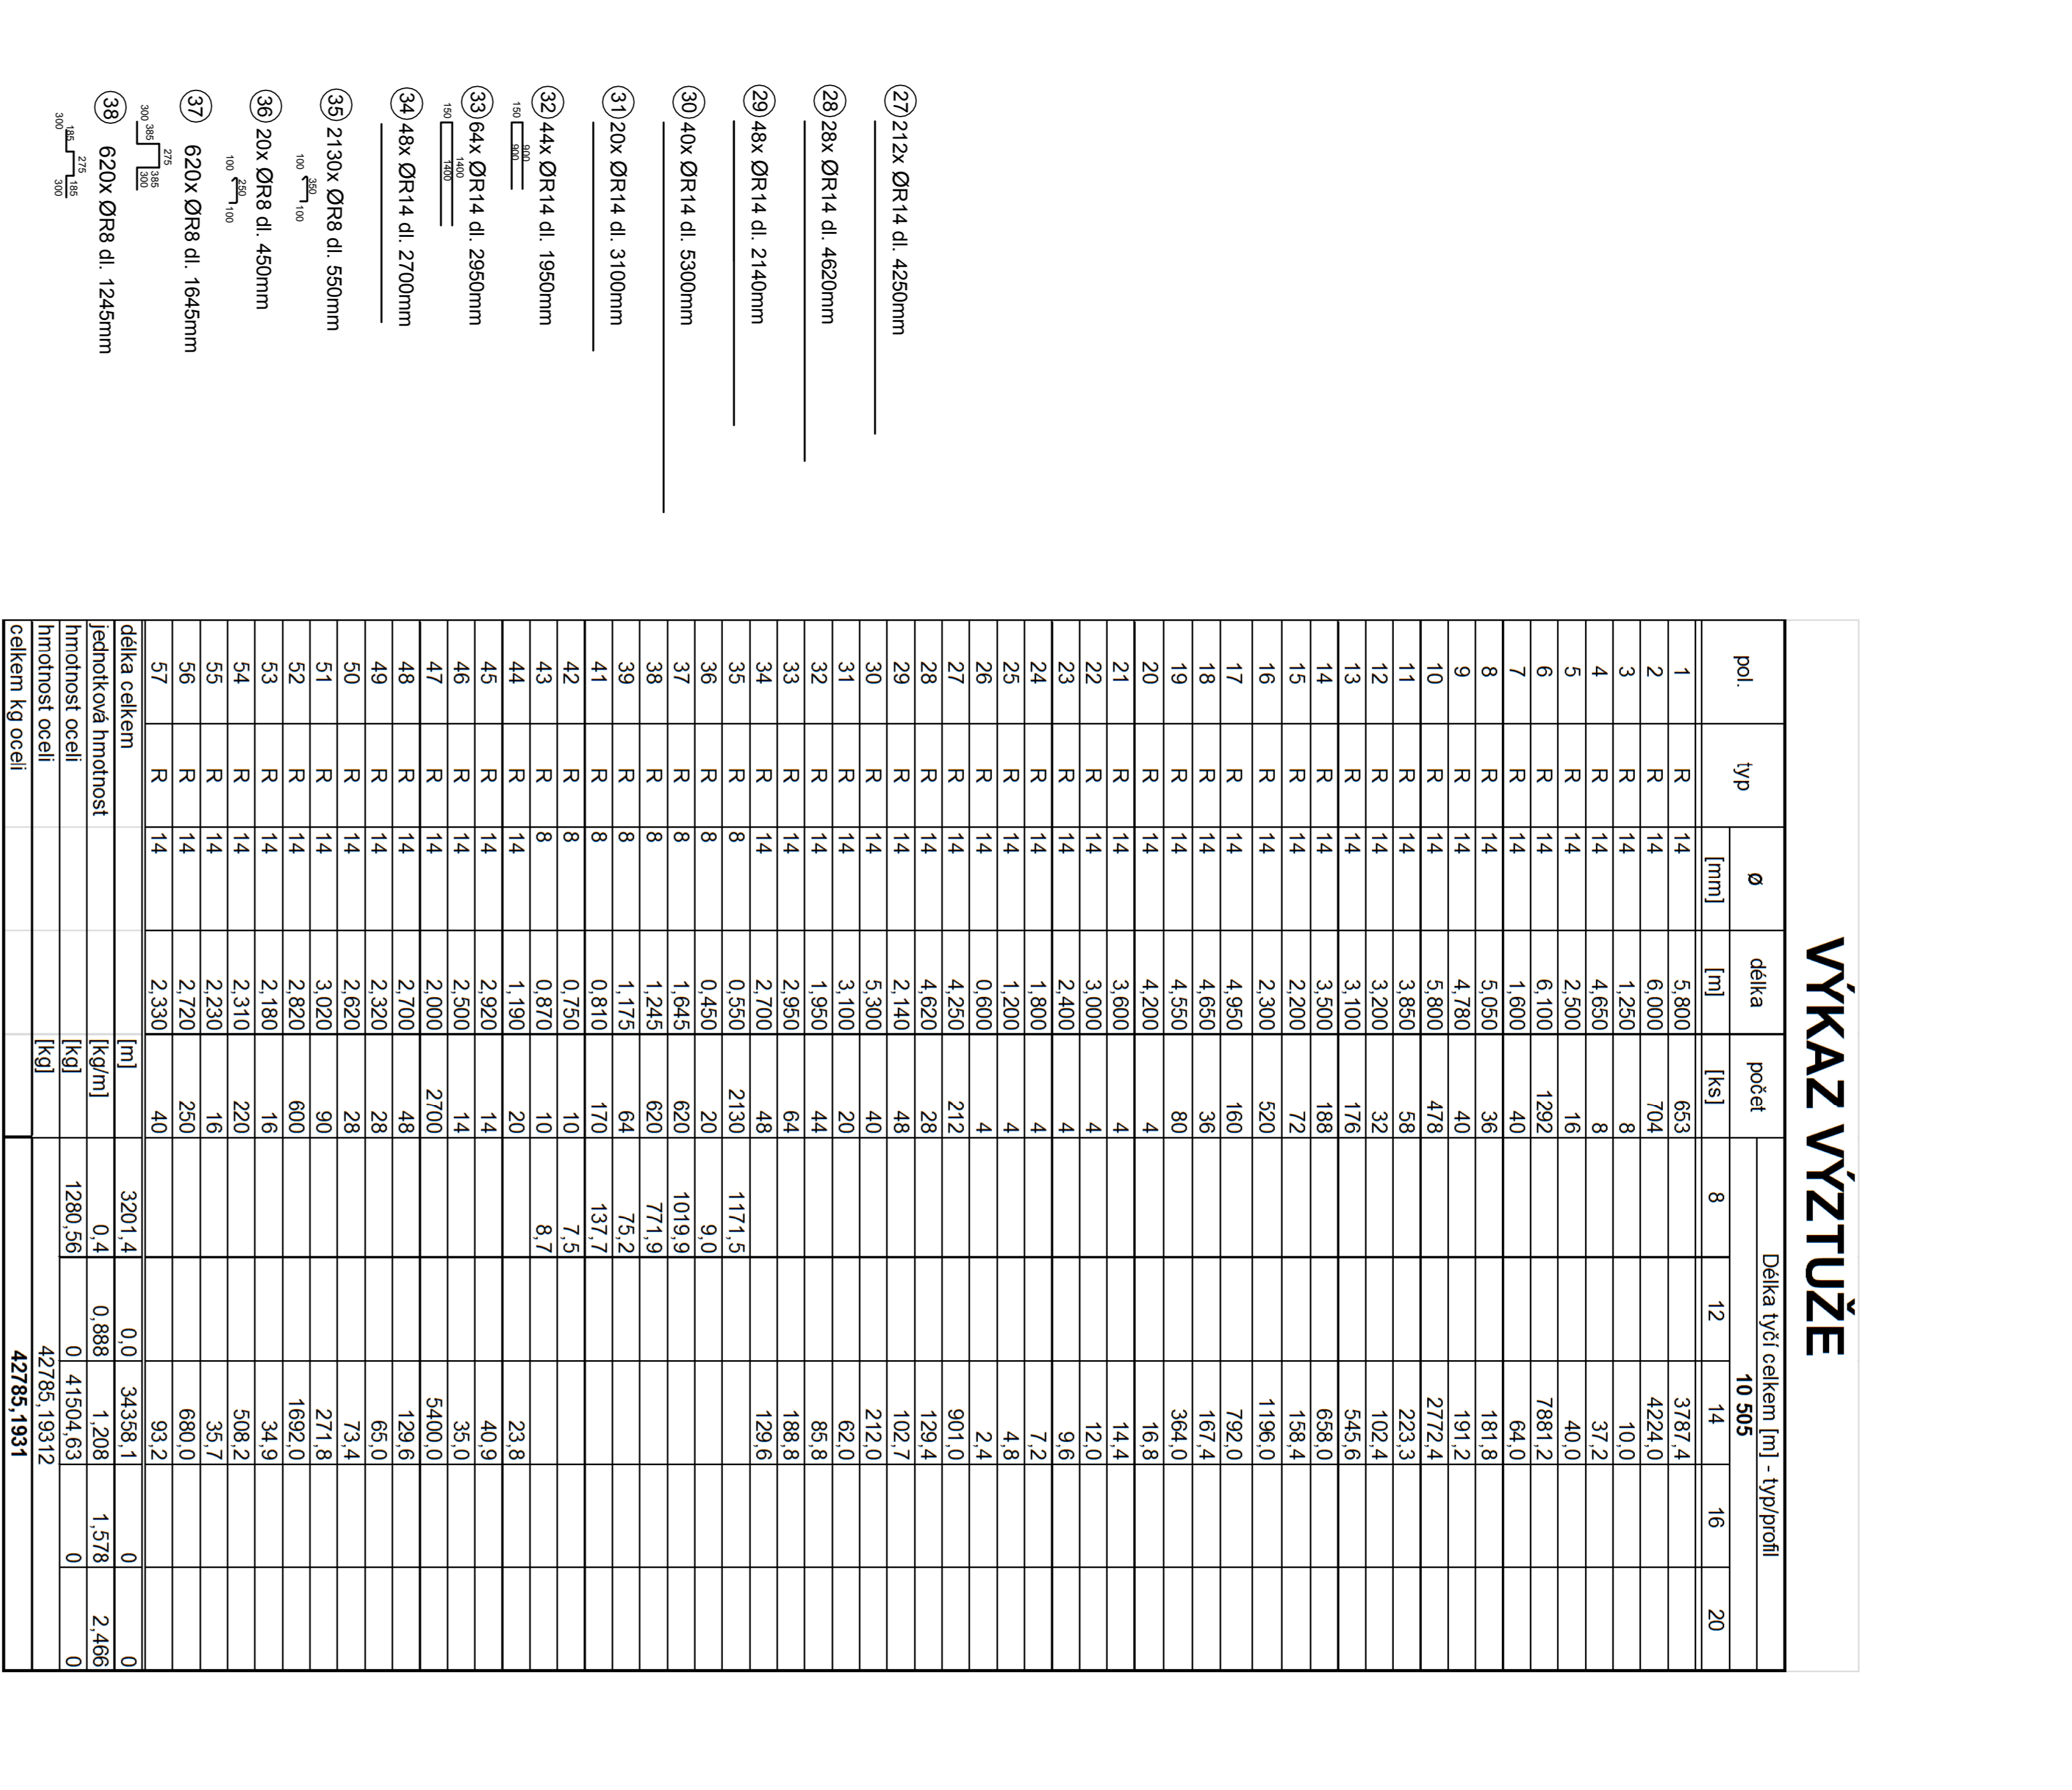 VÝKAZ VÝZTUŽE
pol. typ Ø délka počet Délka tyčí celkem [m] - typ/profil
10 505
[mm] [m] [ks] 8 12 14 16 20
1 R 14 5,800 653 3787,4
2 R 14 6,000 704 4224,0
3 R 14 1,250 8 10,0
4 R 14 4,650 8 37,2
5 R 14 2,500 16 40,0
6 R 14 6,100 1292 7881,2
7 R 14 1,600 40 64,0
8 R 14 5,050 36 181,8
9 R 14 4,780 40 191,2
10 R 14 5,800 478 2772,4
11 R 14 3,850 58 223,3
12 R 14 3,200 32 102,4
13 R 14 3,100 176 545,6
14 R 14 3,500 188 658,0
15 R 14 2,200 72 158,4
16 R 14 2,300 520 1196,0
17 R 14 4,950 160 792,0
18 R 14 4,650 36 167,4
19 R 14 4,550 80 364,0
20 R 14 4,200 4 16,8
21 R 14 3,600 4 14,4
22 R 14 3,000 4 12,0
23 R 14 2,400 4 9,6
24 R 14 1,800 4 7,2
25 R 14 1,200 4 4,8
26 R 14 0,600 4 2,4
27 R 14 4,250 212 901,0
28 R 14 4,620 28 129,4
29 R 14 2,140 48 102,7
30 R 14 5,300 40 212,0
31 R 14 3,100 20 62,0
32 R 14 1,950 44 85,8
33 R 14 2,950 64 188,8
34 R 14 2,700 48 129,6
35 R 8 0,550 2130 1171,5
36 R 8 0,450 20 9,0
37 R 8 1,645 620 1019,9
38 R 8 1,245 620 771,9
39 R 8 1,175 64 75,2
41 R 8 0,810 170 137,7
42 R 8 0,750 10 7,5
43 R 8 0,870 10 8,7
44 R 14 1,190 20 23,8
45 R 14 2,920 14 40,9
46 R 14 2,500 14 35,0
47 R 14 2,000 2700 5400,0
48 R 14 2,700 48 129,6
49 R 14 2,320 28 65,0
50 R 14 2,620 28 73,4
51 R 14 3,020 90 271,8
52 R 14 2,820 600 1692,0
53 R 14 2,180 16 34,9
54 R 14 2,310 220 508,2
55 R 14 2,230 16 35,7
56 R 14 2,720 250 680,0
57 R 14 2,330 40 93,2
délka celkem [m] 3201,4 0,0 34358,1 0 0
jednotková hmotnost [kg/m] 0,4 0,888 1,208 1,578 2,466
hmotnost oceli [kg] 1280,56 0 41504,63 0 0
hmotnost oceli [kg] 42785,19312
celkem kg oceli 42785,1931
27 212x ØR14 dl. 4250mm
28 28x ØR14 dl. 4620mm
29 48x ØR14 dl. 2140mm
30 40x ØR14 dl. 5300mm
31 20x ØR14 dl. 3100mm
32 44x ØR14 dl. 1950mm
900
150 900
33 64x ØR14 dl. 2950mm
1400
150 1400
34 48x ØR14 dl. 2700mm
35 2130x ØR8 dl. 550mm
350
100 100
36 20x ØR8 dl. 450mm
250
100 100
37 620x ØR8 dl. 1645mm
275
385 385
300 300
38 620x ØR8 dl. 1245mm
275
185 185
300 300